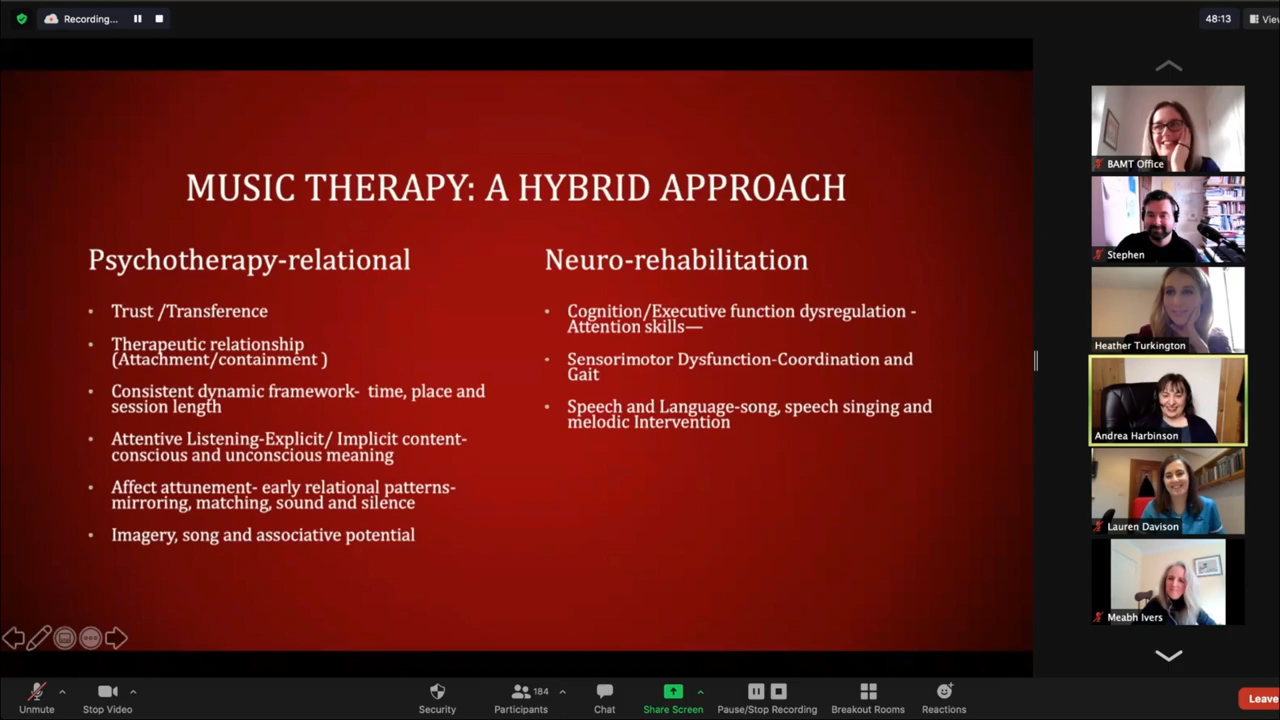 Recording...
48:13
View
MUSIC THERAPY: A HYBRID APPROACH
Psychotherapy-relational
• Trust /Transference
• Therapeutic relationship
(Attachment/containment )
• Consistent dynamic framework-  time, place and
session length
• Attentive Listening-Explicit/ Implicit content-
conscious and unconscious meaning
• Affect attunement- early relational patterns-
mirroring, matching, sound and silence
• Imagery, song and associative potential
Neuro-rehabilitation
• Cognition/Executive function dysregulation -
Attention skills—
• Sensorimotor Dysfunction-Coordination and
Gait
• Speech and Language-song, speech singing and
melodic Intervention
BAMT Office
Stephen
Heather Turkington
Andrea Harbinson
Lauren Davison
Meabh Ivers
Unmute
Stop Video
Security
184
Participants
Chat
Share Screen
Pause/Stop Recording
Breakout Rooms
Reactions
Leave